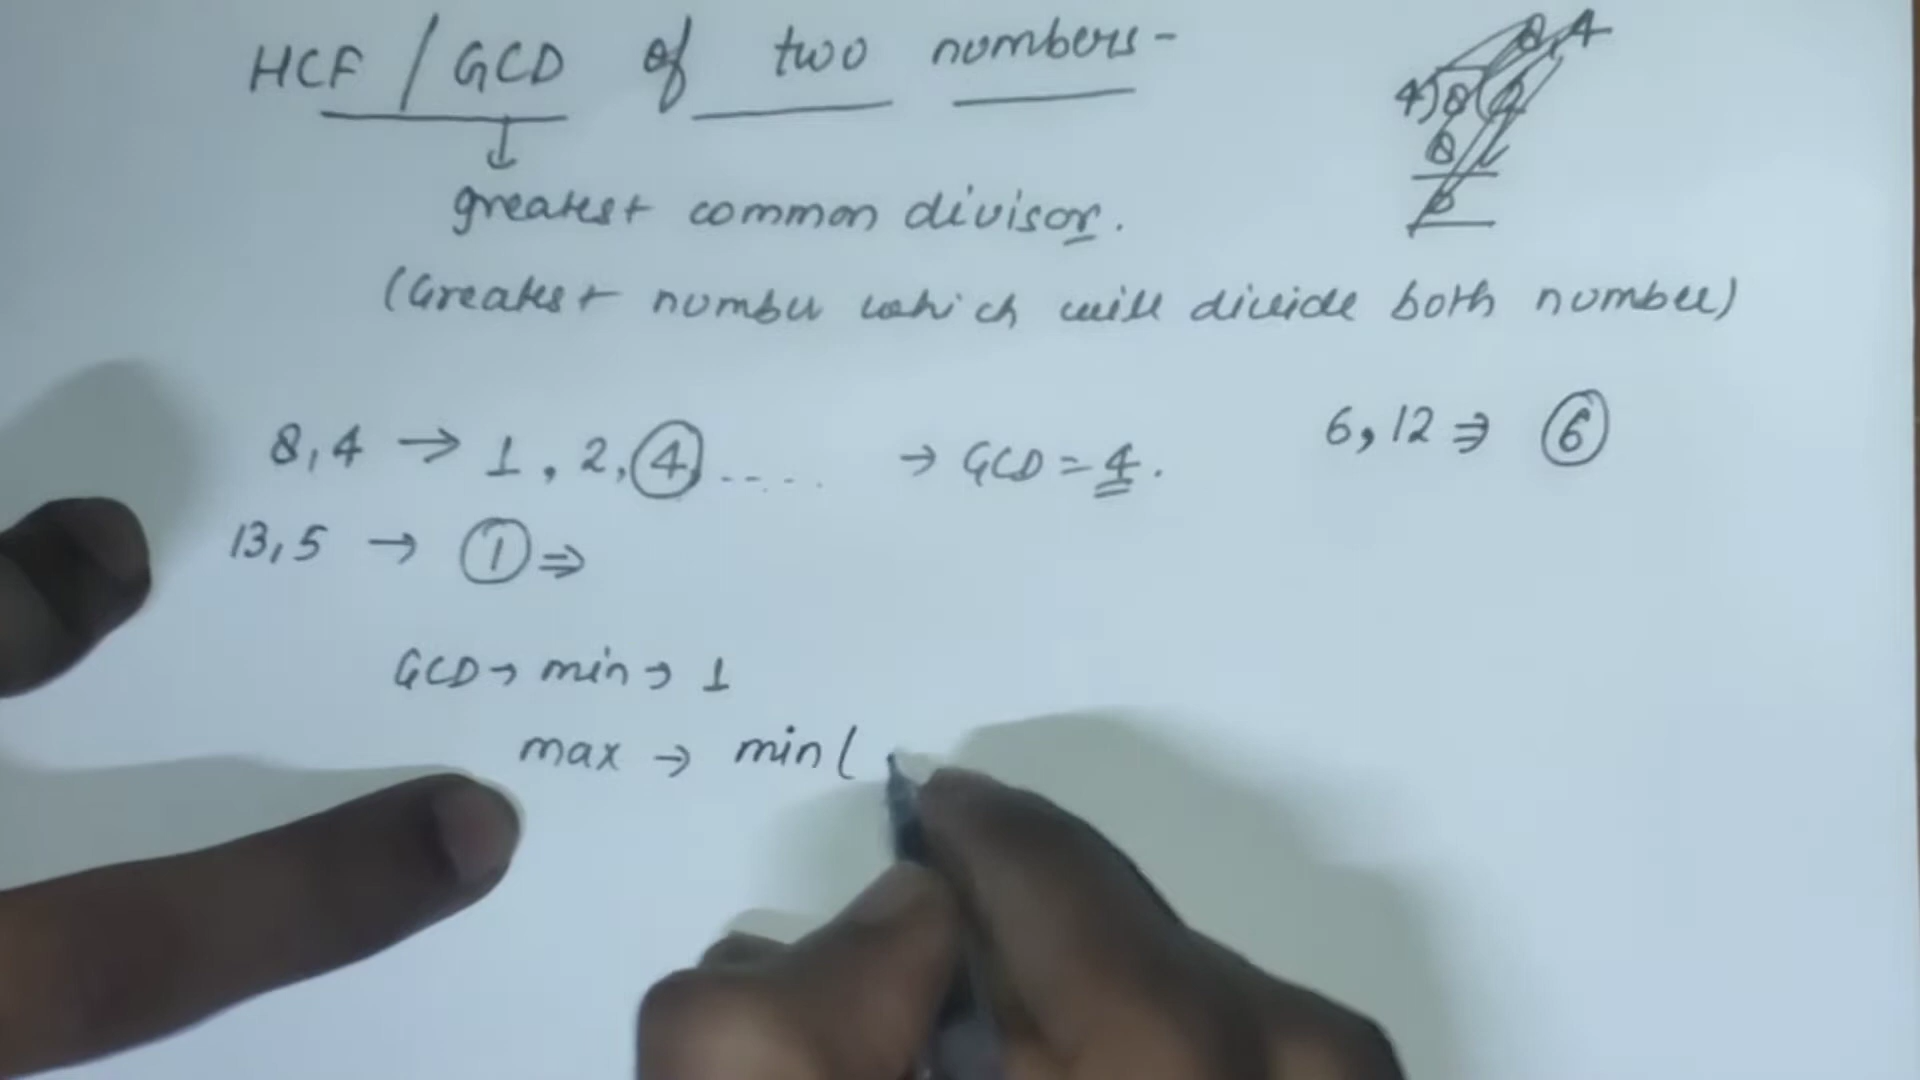 HCF / GCD of two numbers -
↓
greatest common divisor.
(Greatest number which will divide both number)
8,4 → 1, 2, 4 ..... → GCD = 4.
6,12 ⇒ 6
13,5 → 1 ⇒
GCD → min → 1
max → min (